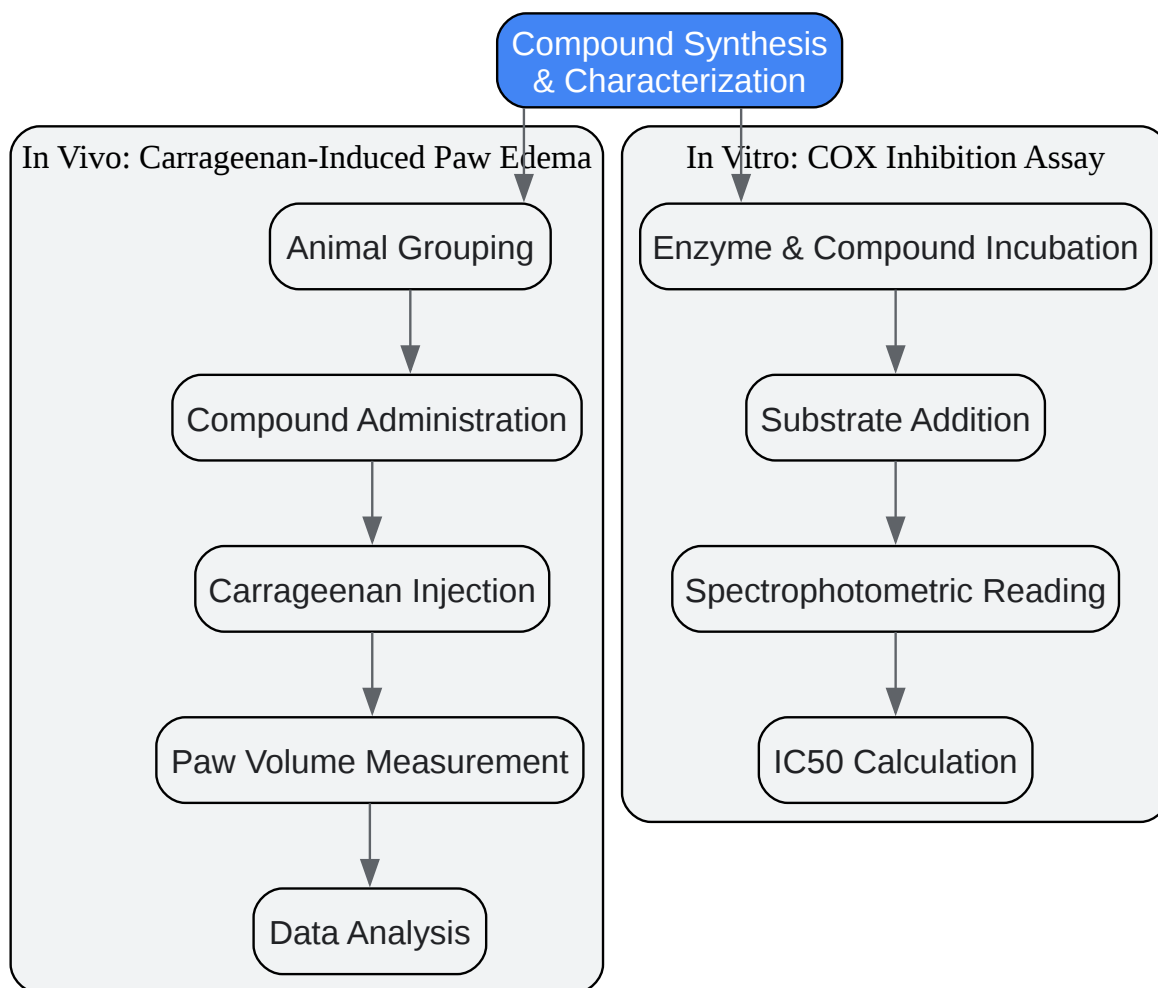 Compound Synthesis
& Characterization
In Vivo: Carrageenan-Induced Paw Edema
Animal Grouping
Compound Administration
Carrageenan Injection
Paw Volume Measurement
Data Analysis
In Vitro: COX Inhibition Assay
Enzyme & Compound Incubation
Substrate Addition
Spectrophotometric Reading
IC50 Calculation